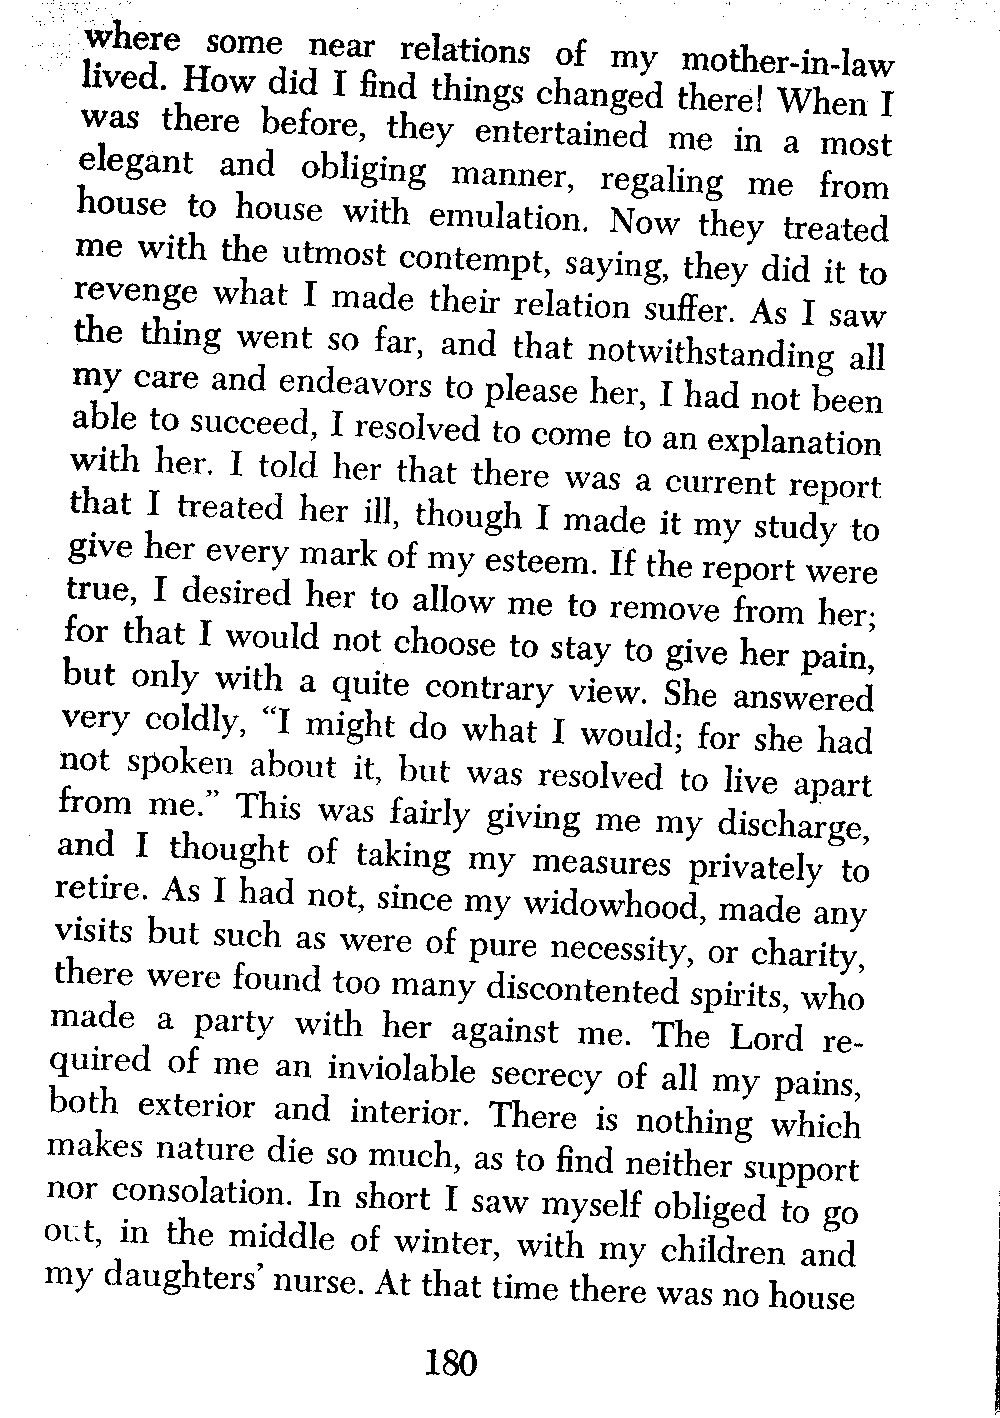 where some near relations of my mother-in-law
lived. How did I find things changed there! When I
was there before, they entertained me in a most
elegant and obliging manner, regaling me from
house to house with emulation. Now they treated
me with the utmost contempt, saying, they did it to
revenge what I made their relation suffer. As I saw
the thing went so far, and that notwithstanding all
my care and endeavors to please her, I had not been
able to succeed, I resolved to come to an explanation
with her. I told her that there was a current report
that I treated her ill, though I made it my study to
give her every mark of my esteem. If the report were
true, I desired her to allow me to remove from her;
for that I would not choose to stay to give her pain,
but only with a quite contrary view. She answered
very coldly, “I might do what I would; for she had
not spoken about it, but was resolved to live apart
from me.” This was fairly giving me my discharge,
and I thought of taking my measures privately to
retire. As I had not, since my widowhood, made any
visits but such as were of pure necessity, or charity,
there were found too many discontented spirits, who
made a party with her against me. The Lord re-
quired of me an inviolable secrecy of all my pains,
both exterior and interior. There is nothing which
makes nature die so much, as to find neither support
nor consolation. In short I saw myself obliged to go
out, in the middle of winter, with my children and
my daughters’ nurse. At that time there was no house
180